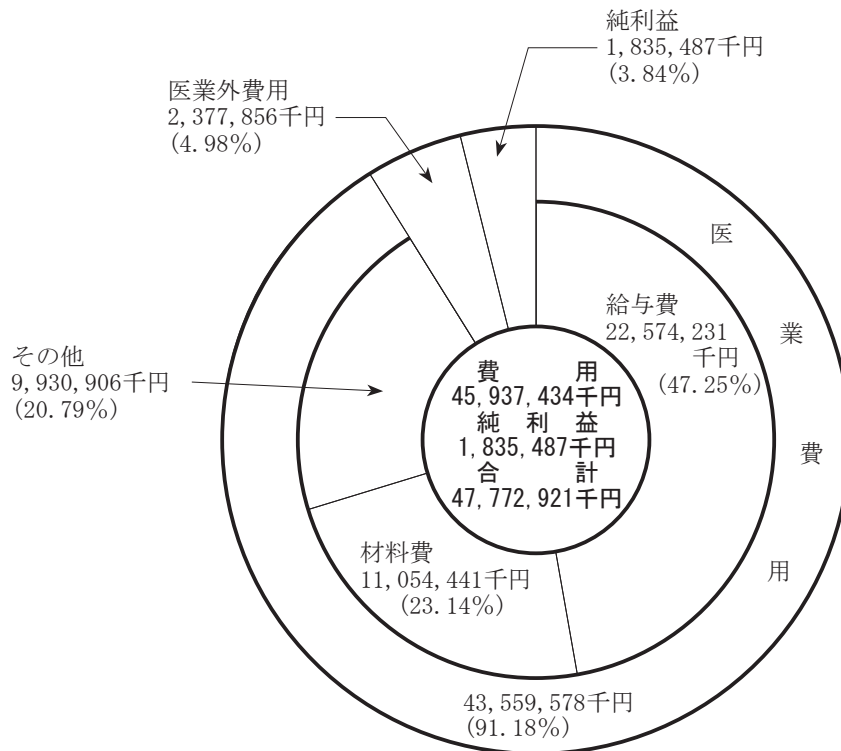 純利益
1,835,487千円
(3.84%)
医業外費用
2,377,856千円
(4.98%)
医
業
費
用
給与費
22,574,231
千円
(47.25%)
その他
9,930,906千円
(20.79%)
費 用
45,937,434千円
純 利 益
1,835,487千円
合 計
47,772,921千円
材料費
11,054,441千円
(23.14%)
43,559,578千円
(91.18%)